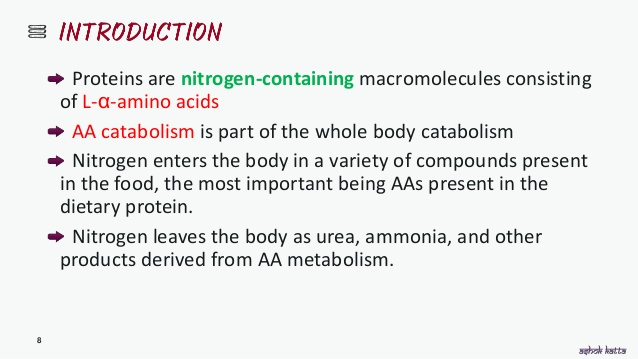 INTRODUCTION
Proteins are nitrogen-containing macromolecules consisting
of L-α-amino acids
AA catabolism is part of the whole body catabolism
Nitrogen enters the body in a variety of compounds present
in the food, the most important being AAs present in the
dietary protein.
Nitrogen leaves the body as urea, ammonia, and other
products derived from AA metabolism.
8
Ashok Katta